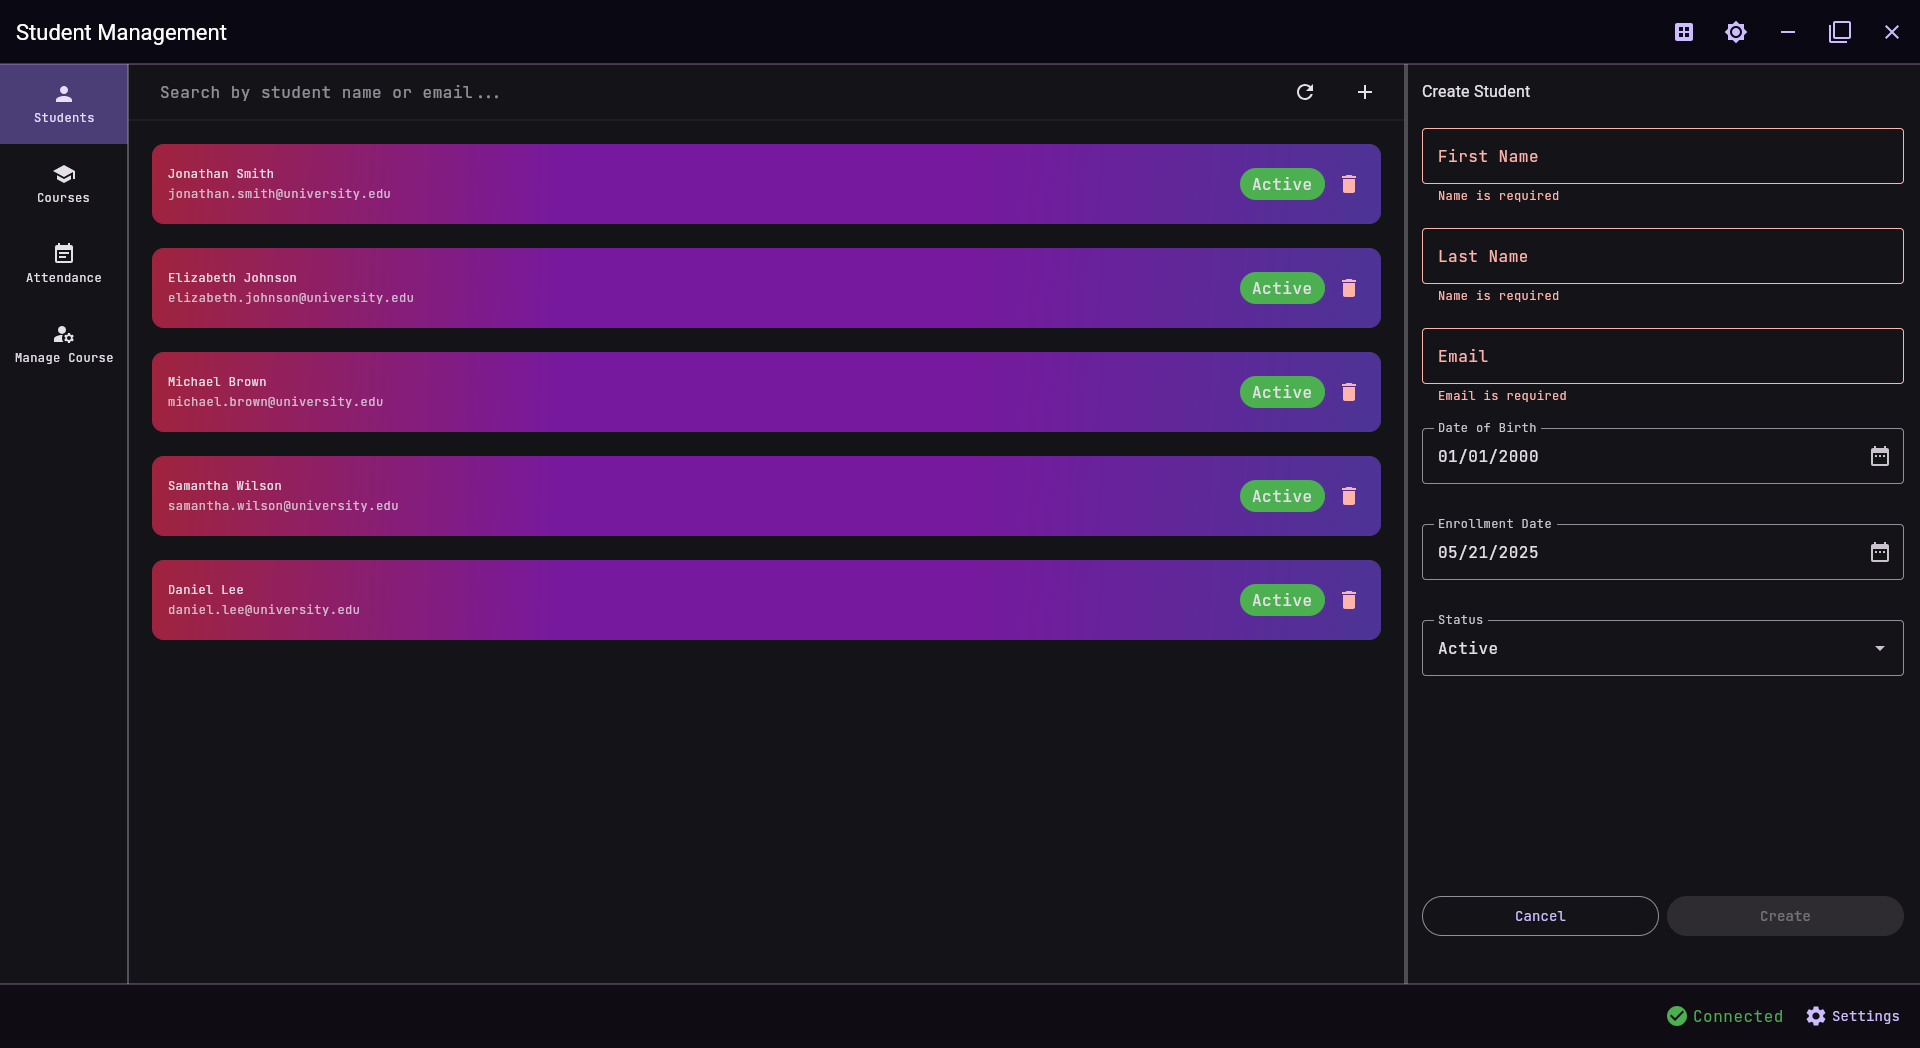 Student Management
Students
Courses
Attendance
Manage Course
Search by student name or email...
Jonathan Smith
jonathan.smith@university.edu
Active
Elizabeth Johnson
elizabeth.johnson@university.edu
Active
Michael Brown
michael.brown@university.edu
Active
Samantha Wilson
samantha.wilson@university.edu
Active
Daniel Lee
daniel.lee@university.edu
Active
Create Student
First Name
Name is required
Last Name
Name is required
Email
Email is required
Date of Birth
01/01/2000
Enrollment Date
05/21/2025
Status
Active
Cancel
Create
Connected
Settings